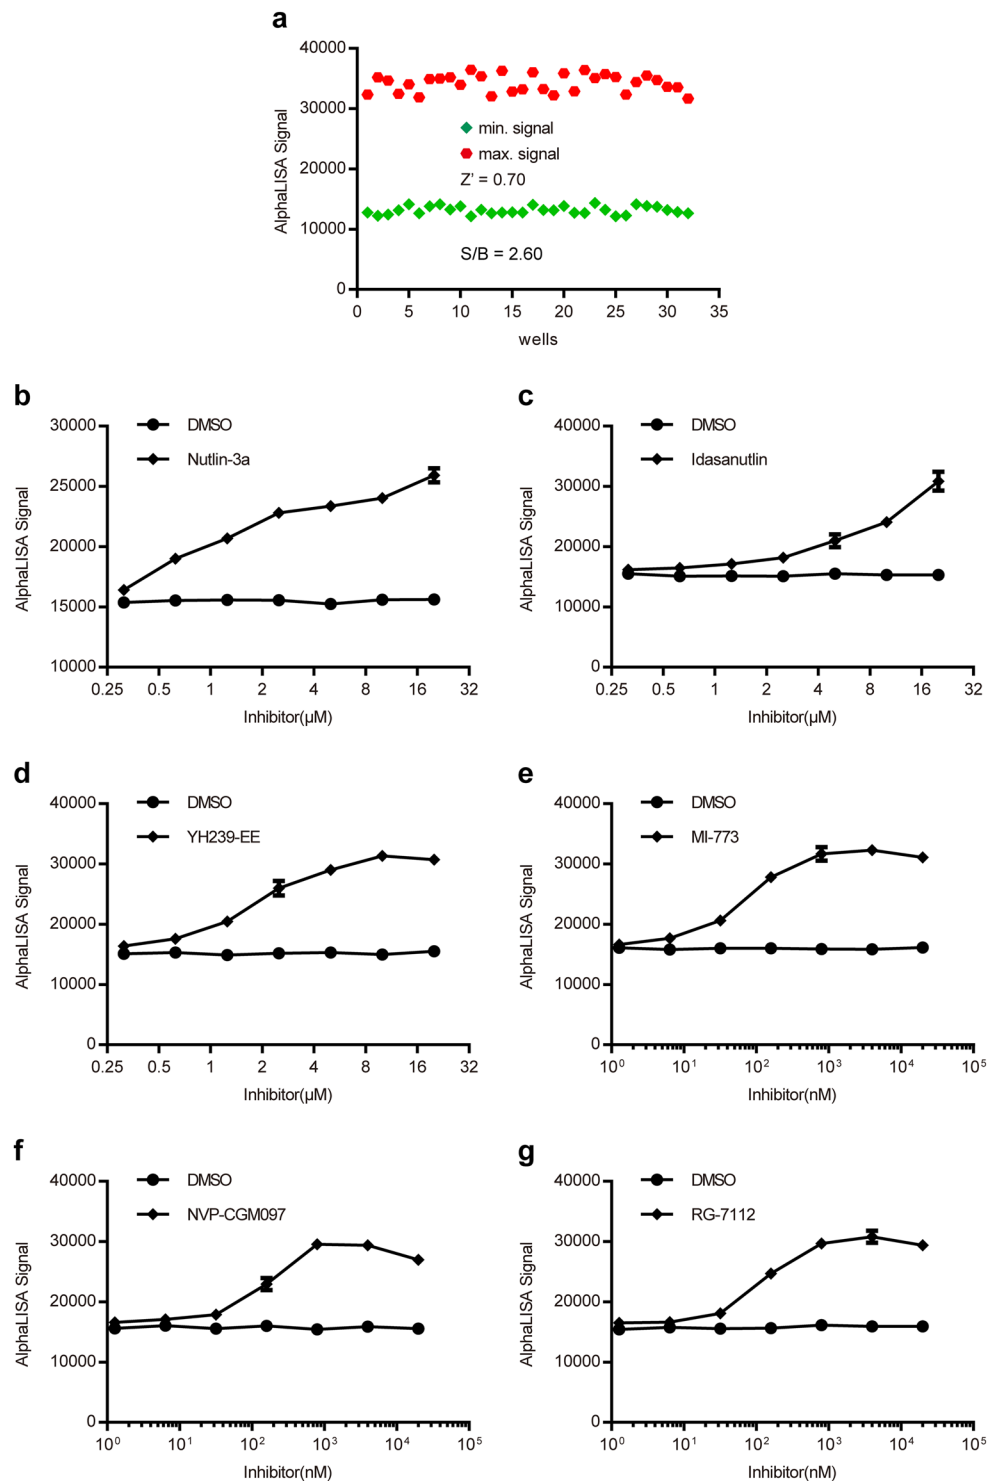 a
40000
30000
20000
10000
0
AlphaLISA Signal
min. signal
max. signal
Z' = 0.70
S/B = 2.60
0 5 10 15 20 25 30 35
wells
b
30000
25000
20000
15000
10000
AlphaLISA Signal
DMSO
Nutlin-3a
0.25 0.5 1 2 4 8 16 32
Inhibitor(μM)
c
40000
30000
20000
10000
0
AlphaLISA Signal
DMSO
Idasanutlin
0.25 0.5 1 2 4 8 16 32
Inhibitor(μM)
d
40000
30000
20000
10000
0
AlphaLISA Signal
DMSO
YH239-EE
0.25 0.5 1 2 4 8 16 32
Inhibitor(μM)
e
40000
30000
20000
10000
0
AlphaLISA Signal
DMSO
MI-773
10⁰ 10¹ 10² 10³ 10⁴ 10⁵
Inhibitor(nM)
f
40000
30000
20000
10000
0
AlphaLISA Signal
DMSO
NVP-CGM097
10⁰ 10¹ 10² 10³ 10⁴ 10⁵
Inhibitor(nM)
g
40000
30000
20000
10000
0
AlphaLISA Signal
DMSO
RG-7112
10⁰ 10¹ 10² 10³ 10⁴ 10⁵
Inhibitor(nM)